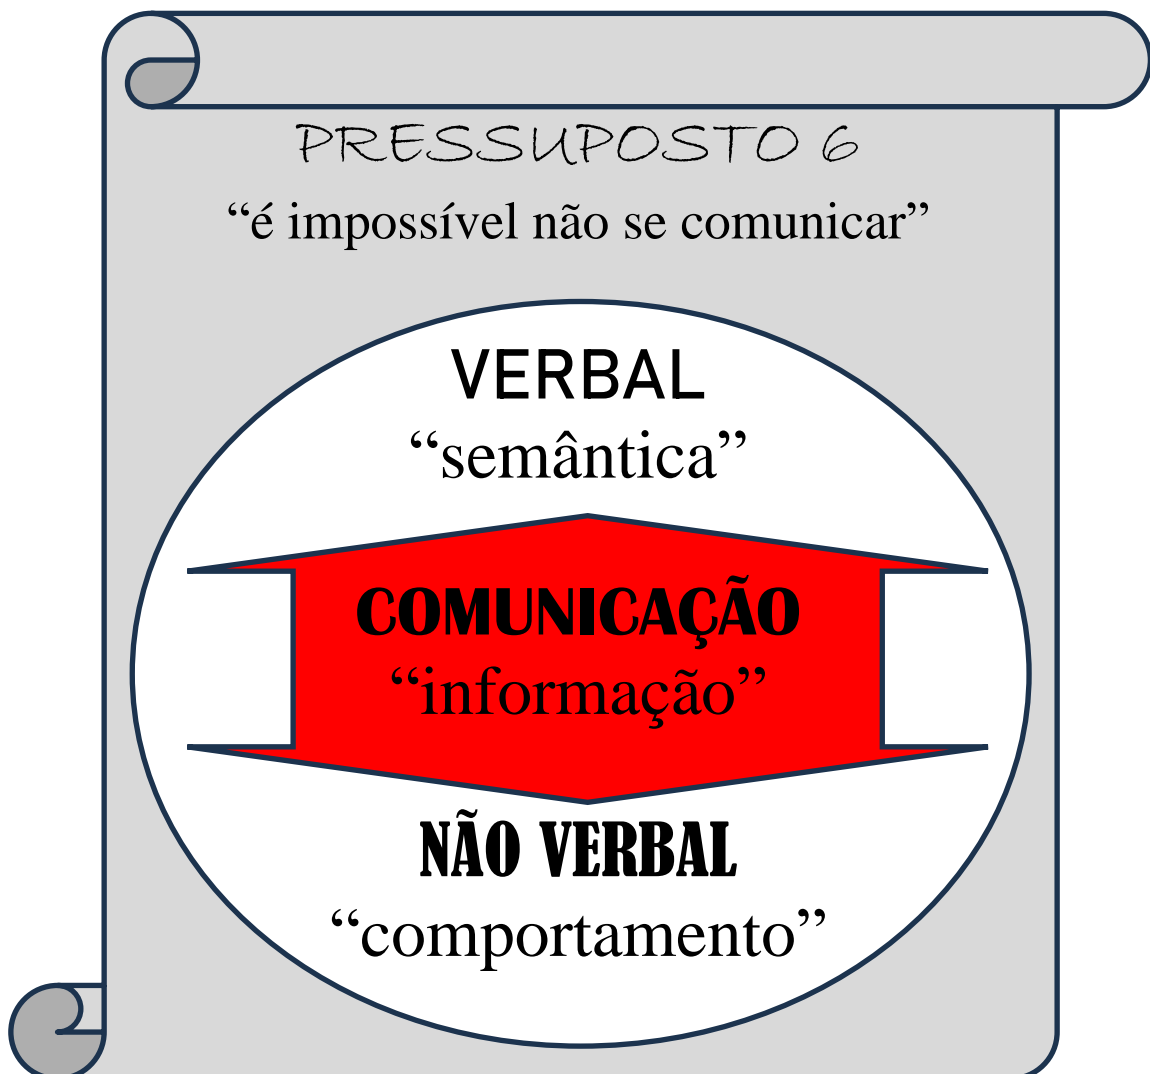 PRESSUPOSTO 6
“é impossível não se comunicar”
VERBAL
“semântica”
COMUNICAÇÃO
“informação”
NÃO VERBAL
“comportamento”